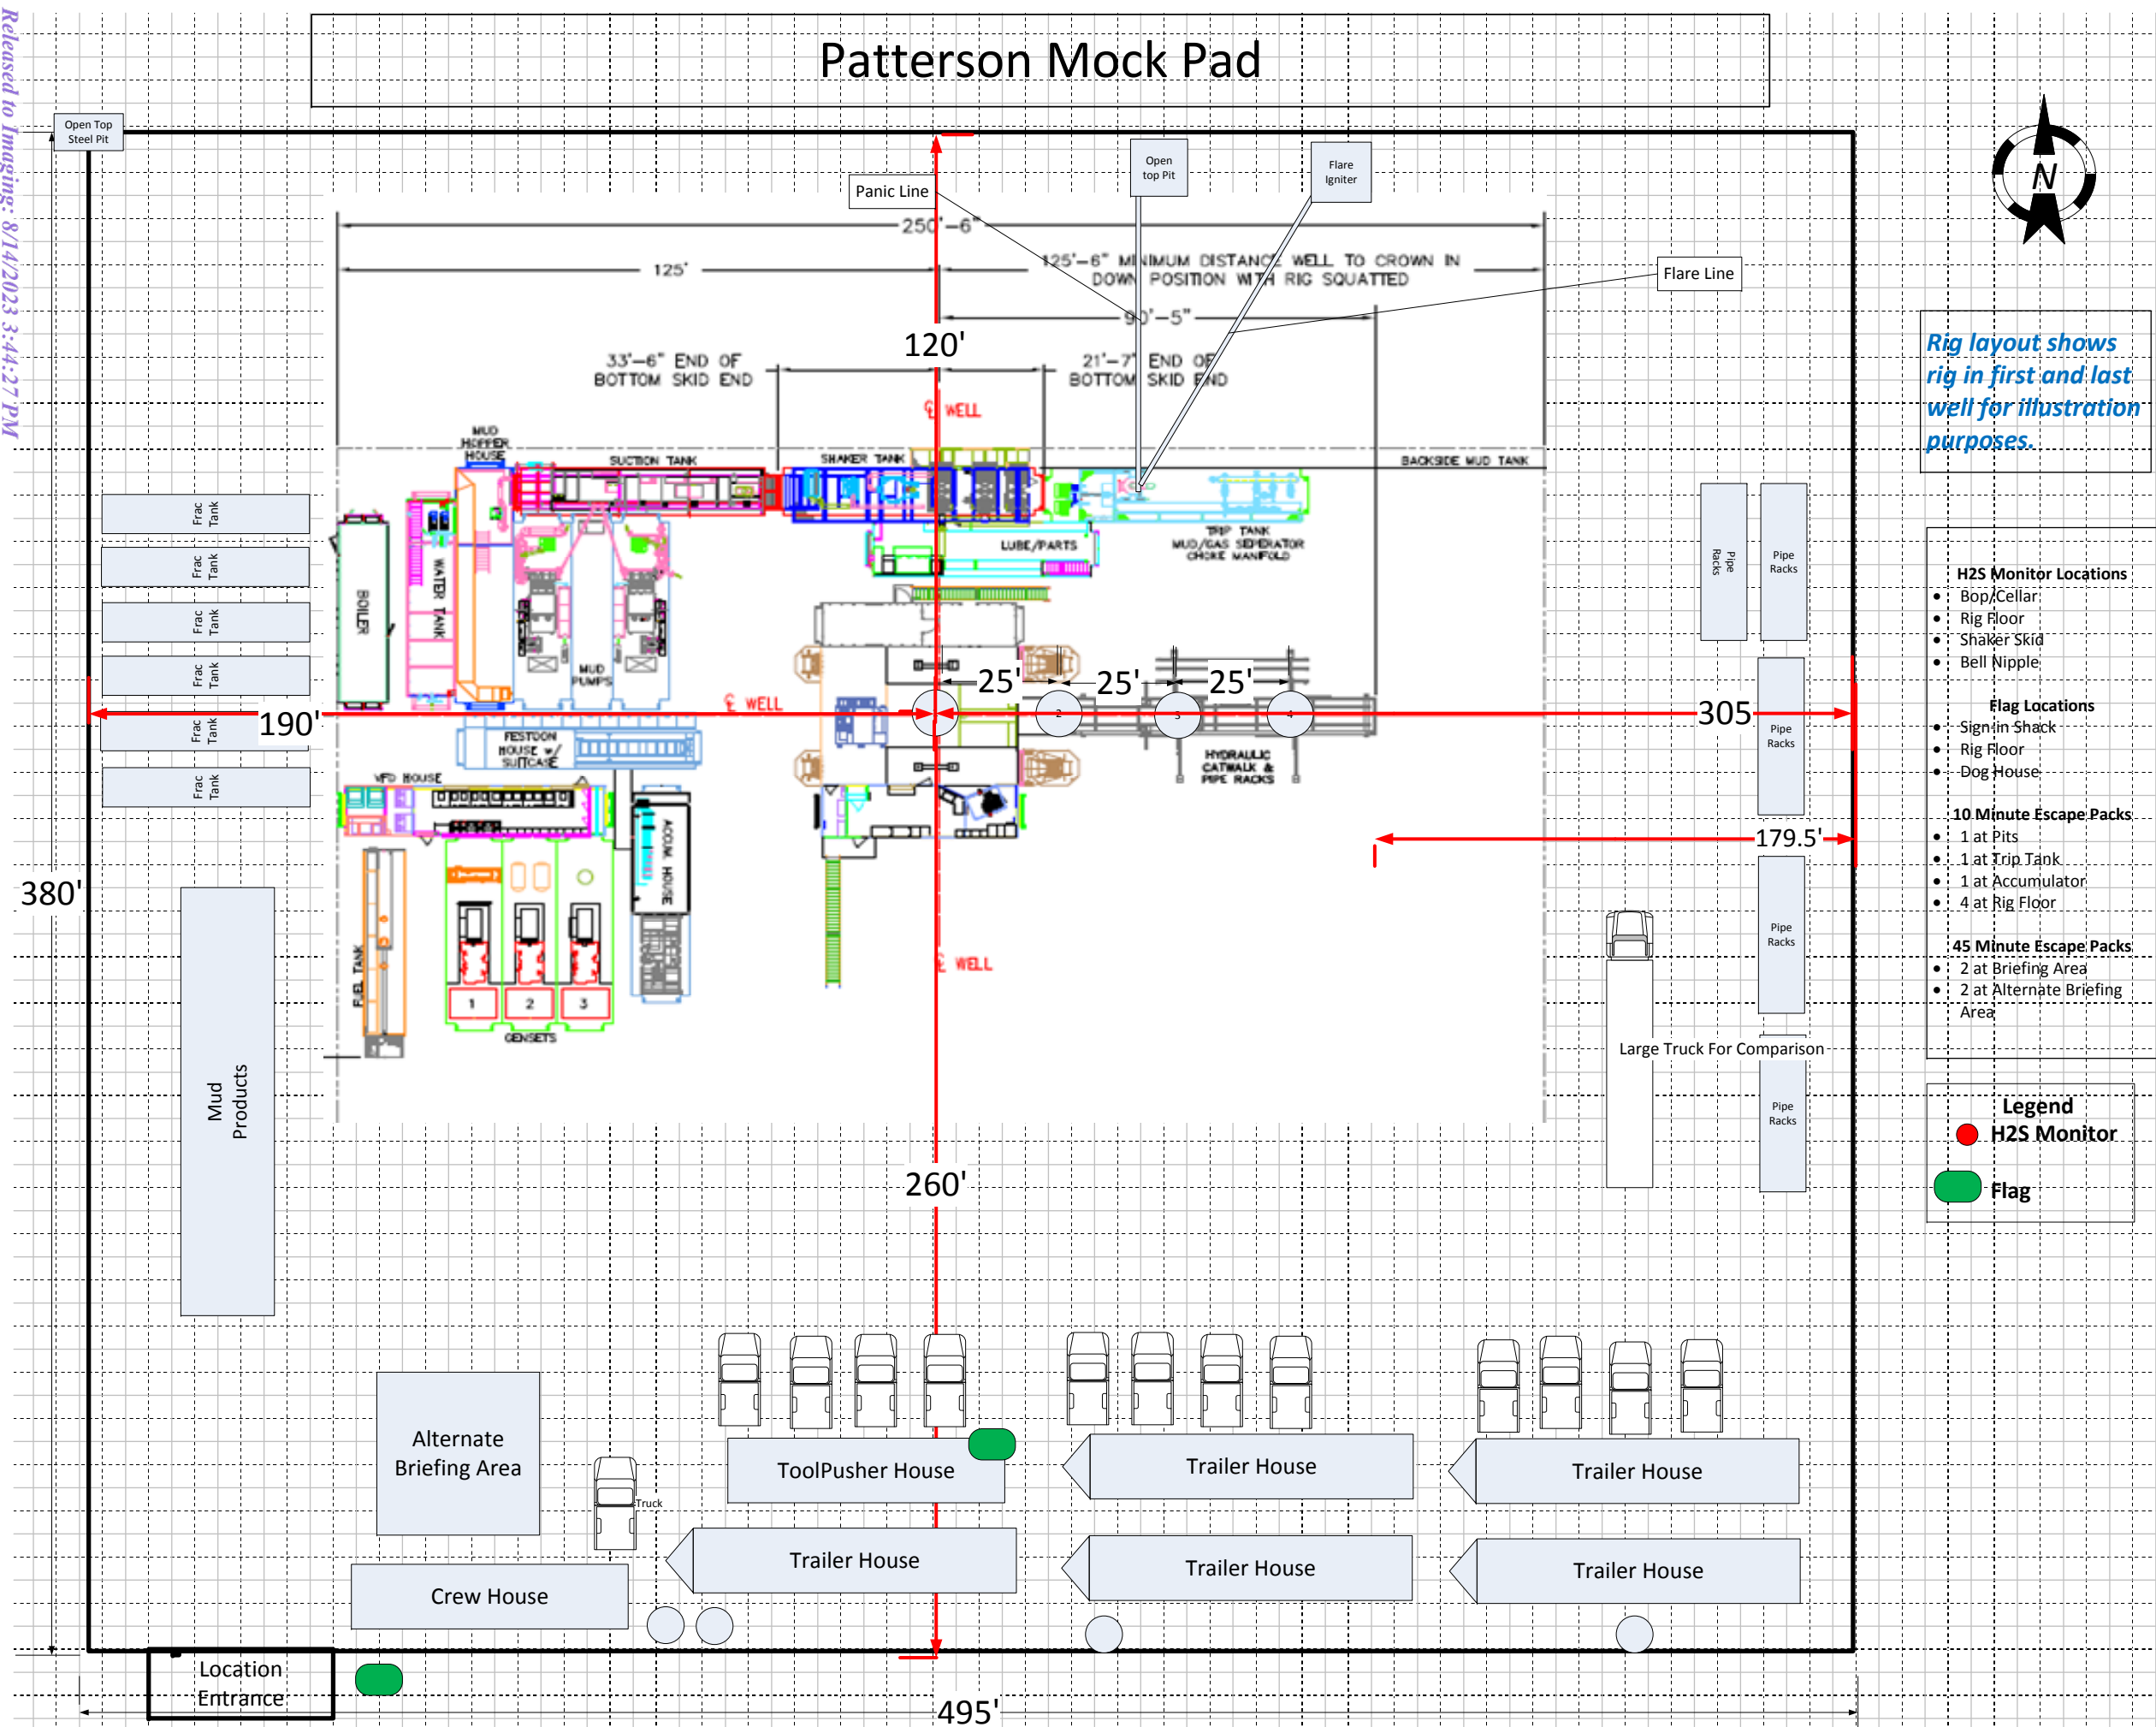 Released to Imaging: 8/14/2023 3:44:27 PM
Patterson Mock Pad
Open Top
Steel Pit
Open
top Pit
Flare
Igniter
Panic Line
N
250'-6"
125'
125'-6" MINIMUM DISTANCE WELL TO CROWN IN
DOWN POSITION WITH RIG SQUATTED
Flare Line
90'-5"
120'
33'-6" END OF
BOTTOM SKID END
21'-7" END OF
BOTTOM SKID END
Rig layout shows
rig in first and last
well for illustration
purposes.
WELL
MUD
HOPPER
HOUSE
SUCTION TANK
SHAKER TANK
BACKSIDE MUD TANK
Frac
Tank
Frac
Tank
Frac
Tank
Frac
Tank
Frac
Tank
Frac
Tank
BOILER
WATER TANK
MUD
PUMPS
LUBE/PARTS
TRIP TANK
MUD/GAS SEPERATOR
CHOKE MANIFOLD
Pipe
Racks
Pipe
Racks
Pipe
Racks
Pipe
Racks
Pipe
Racks
25'
25'
25'
2
3
4
190'
WELL
305
FESTOON
HOUSE w/
SUITCASE
HYDRAULIC
CATWALK &
PIPE RACKS
VFD HOUSE
ACCUM. HOUSE
179.5'
380'
FUEL TANK
1
2
3
GENSETS
WELL
Mud
Products
Large Truck For Comparison
H2S Monitor Locations
• Bop/Cellar
• Rig Floor
• Shaker Skid
• Bell Nipple
Flag Locations
• Sign-in Shack
• Rig Floor
• Dog House
10 Minute Escape Packs
• 1 at Pits
• 1 at Trip Tank
• 1 at Accumulator
• 4 at Rig Floor
45 Minute Escape Packs
• 2 at Briefing Area
• 2 at Alternate Briefing
Area
Legend
H2S Monitor
Flag
260'
Alternate
Briefing Area
Truck
ToolPusher House
Trailer House
Trailer House
Crew House
Trailer House
Trailer House
Trailer House
Location
Entrance
495'